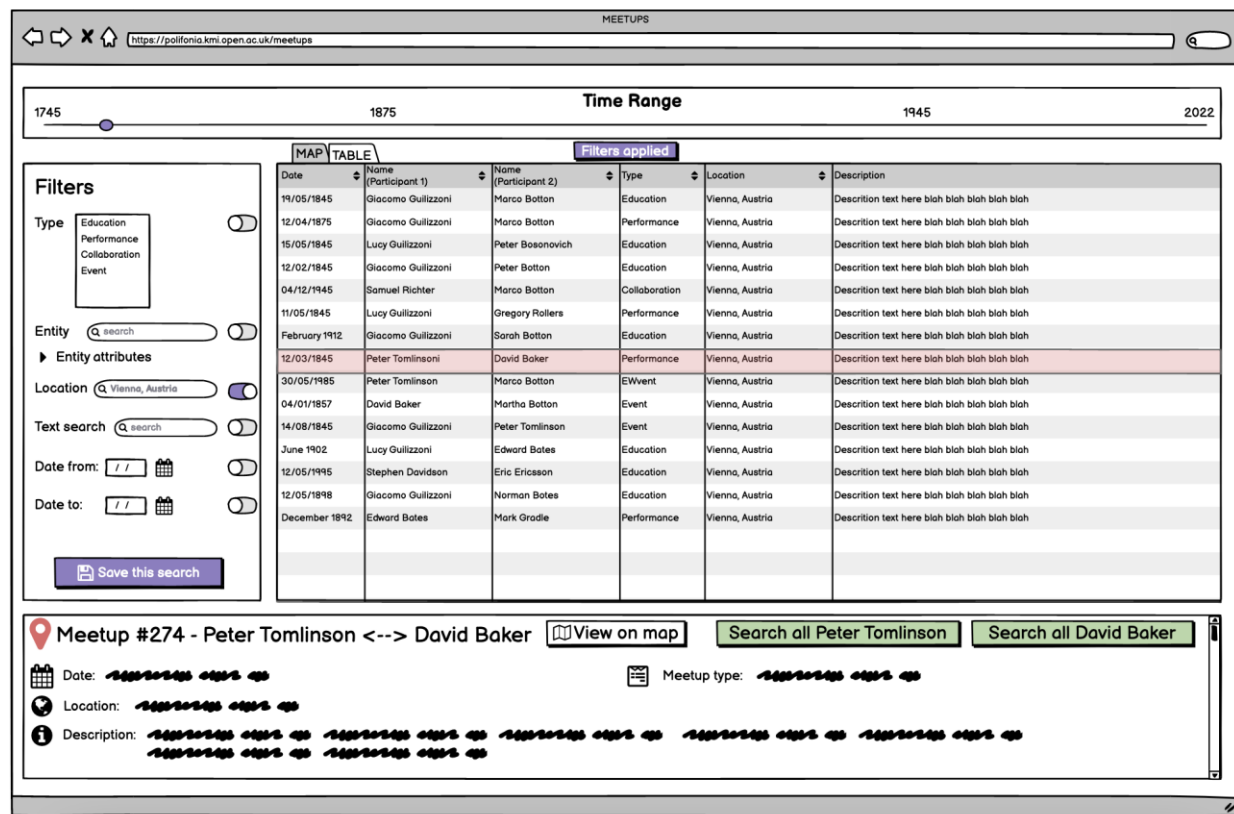 MEETUPS
https://polifonia.kmi.open.ac.uk/meetups
Time Range
1745 1875 1945 2022
MAP TABLE Filters applied
Filters
Type
Education
Performance
Collaboration
Event
Entity search
Entity attributes
Location Vienna, Austria
Text search search
Date from: / /
Date to: / /
Save this search
Date Name (Participant 1) Name (Participant 2) Type Location Description
19/05/1845 Giacomo Guilizzoni Marco Botton Education Vienna, Austria Descrition text here blah blah blah blah blah
12/04/1875 Giacomo Guilizzoni Marco Botton Performance Vienna, Austria Descrition text here blah blah blah blah blah
15/05/1845 Lucy Guilizzoni Peter Bosonovich Education Vienna, Austria Descrition text here blah blah blah blah blah
12/02/1845 Giacomo Guilizzoni Peter Botton Education Vienna, Austria Descrition text here blah blah blah blah blah
04/12/1945 Samuel Richter Marco Botton Collaboration Vienna, Austria Descrition text here blah blah blah blah blah
11/05/1845 Lucy Guilizzoni Gregory Rollers Performance Vienna, Austria Descrition text here blah blah blah blah blah
February 1912 Giacomo Guilizzoni Sarah Botton Education Vienna, Austria Descrition text here blah blah blah blah blah
12/03/1845 Peter Tomlinsoni David Baker Performance Vienna, Austria Descrition text here blah blah blah blah blah
30/05/1985 Peter Tomlinson Marco Botton EWvent Vienna, Austria Descrition text here blah blah blah blah blah
04/01/1857 David Baker Martha Botton Event Vienna, Austria Descrition text here blah blah blah blah blah
14/08/1845 Giacomo Guilizzoni Peter Tomlinson Event Vienna, Austria Descrition text here blah blah blah blah blah
June 1902 Lucy Guilizzoni Edward Bates Education Vienna, Austria Descrition text here blah blah blah blah blah
12/05/1995 Stephen Davidson Eric Ericsson Education Vienna, Austria Descrition text here blah blah blah blah blah
12/05/1898 Giacomo Guilizzoni Norman Botes Education Vienna, Austria Descrition text here blah blah blah blah blah
December 1892 Edward Bates Mark Gradle Performance Vienna, Austria Descrition text here blah blah blah blah blah
Meetup #274 - Peter Tomlinson <--> David Baker View on map Search all Peter Tomlinson Search all David Baker
Date: Meetup type:
Location:
Description: